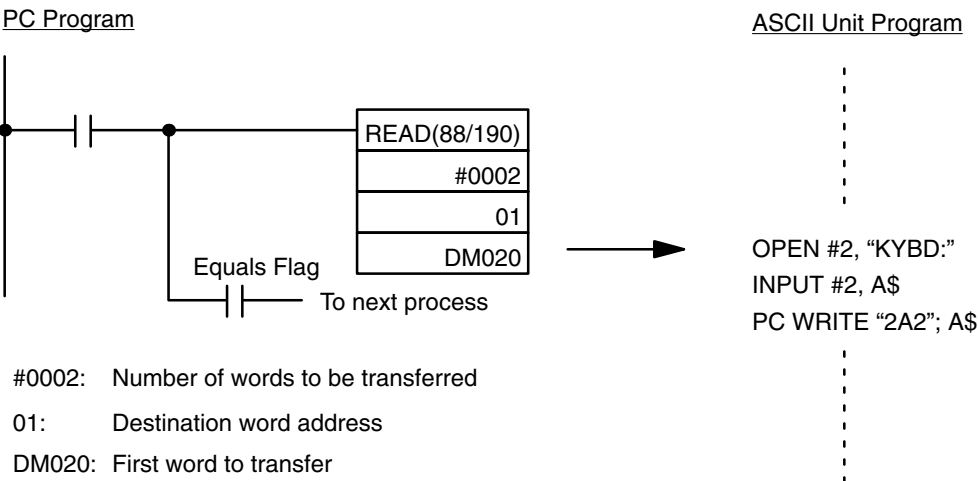 PC Program
ASCII Unit Program
READ(88/190)
#0002
01
DM020
Equals Flag
To next process
OPEN #2, “KYBD:”
INPUT #2, A$
PC WRITE “2A2”; A$
#0002: Number of words to be transferred
01: Destination word address
DM020: First word to transfer